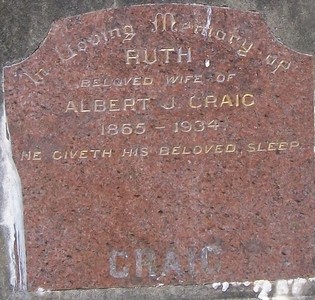 In Loving Memory of
RUTH
BELOVED WIFE OF
ALBERT J. CRAIG
1865 - 1934.
HE GIVETH HIS BELOVED, SLEEP.
CRAIG